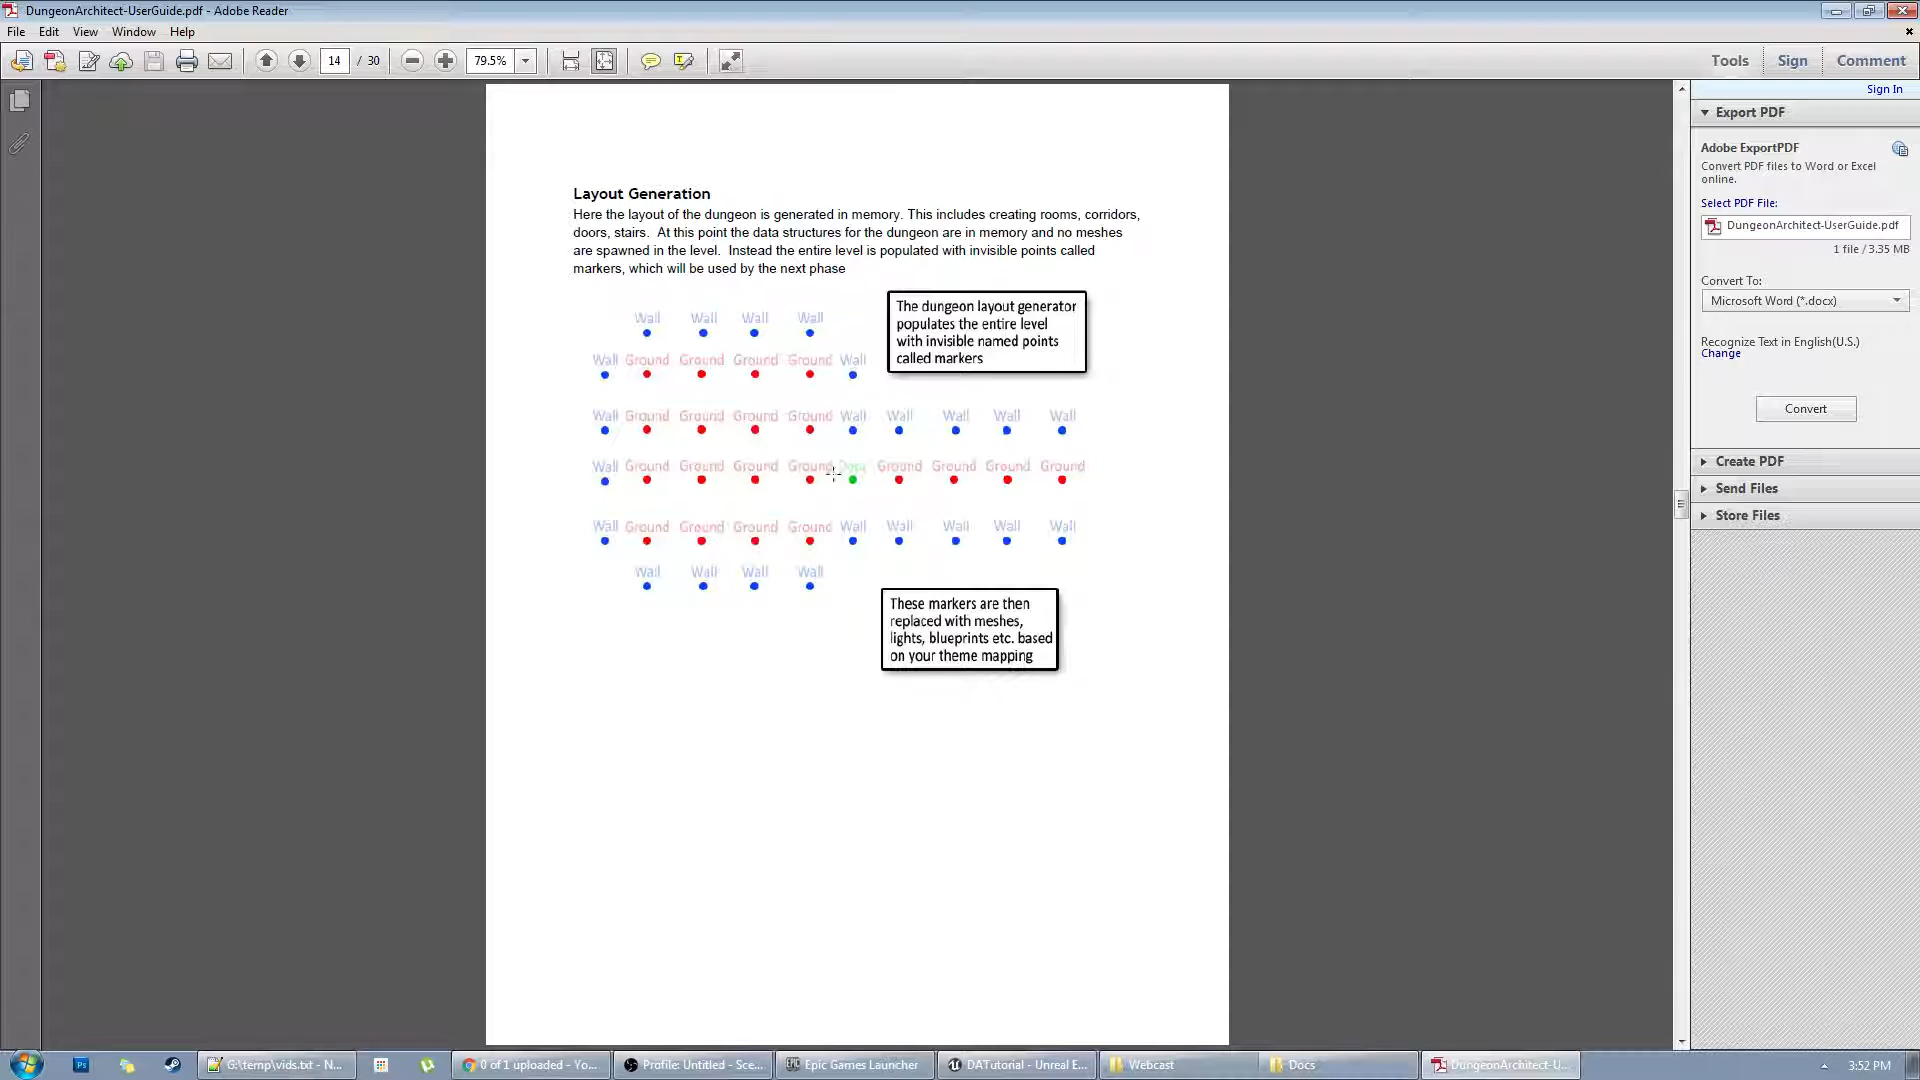 DungeonArchitect-UserGuide.pdf - Adobe Reader
File Edit View Window Help
14 / 30 79.5% Tools Sign Comment
Sign In
Export PDF
Adobe ExportPDF
Convert PDF files to Word or Excel
online.
Select PDF File:
DungeonArchitect-UserGuide.pdf
1 file / 3.35 MB
Convert To:
Microsoft Word (*.docx)
Recognize Text in English(U.S.)
Change
Convert
Create PDF
Send Files
Store Files
Layout Generation
Here the layout of the dungeon is generated in memory. This includes creating rooms, corridors,
doors, stairs. At this point the data structures for the dungeon are in memory and no meshes
are spawned in the level. Instead the entire level is populated with invisible points called
markers, which will be used by the next phase
The dungeon layout generator
populates the entire level
with invisible named points
called markers
Wall Wall Wall Wall
Wall Ground Ground Ground Ground Wall
Wall Ground Ground Ground Ground Wall Wall Wall Wall Wall
Wall Ground Ground Ground Ground Door Ground Ground Ground Ground
Wall Ground Ground Ground Ground Wall Wall Wall Wall Wall
Wall Wall Wall Wall
These markers are then
replaced with meshes,
lights, blueprints etc. based
on your theme mapping
Ps G:\temp\vids.txt - N... 0 of 1 uploaded - Yo... Profile: Untitled - Sce... Epic Games Launcher DATutorial - Unreal E... Webcast Docs DungeonArchitect-U... 3:52 PM